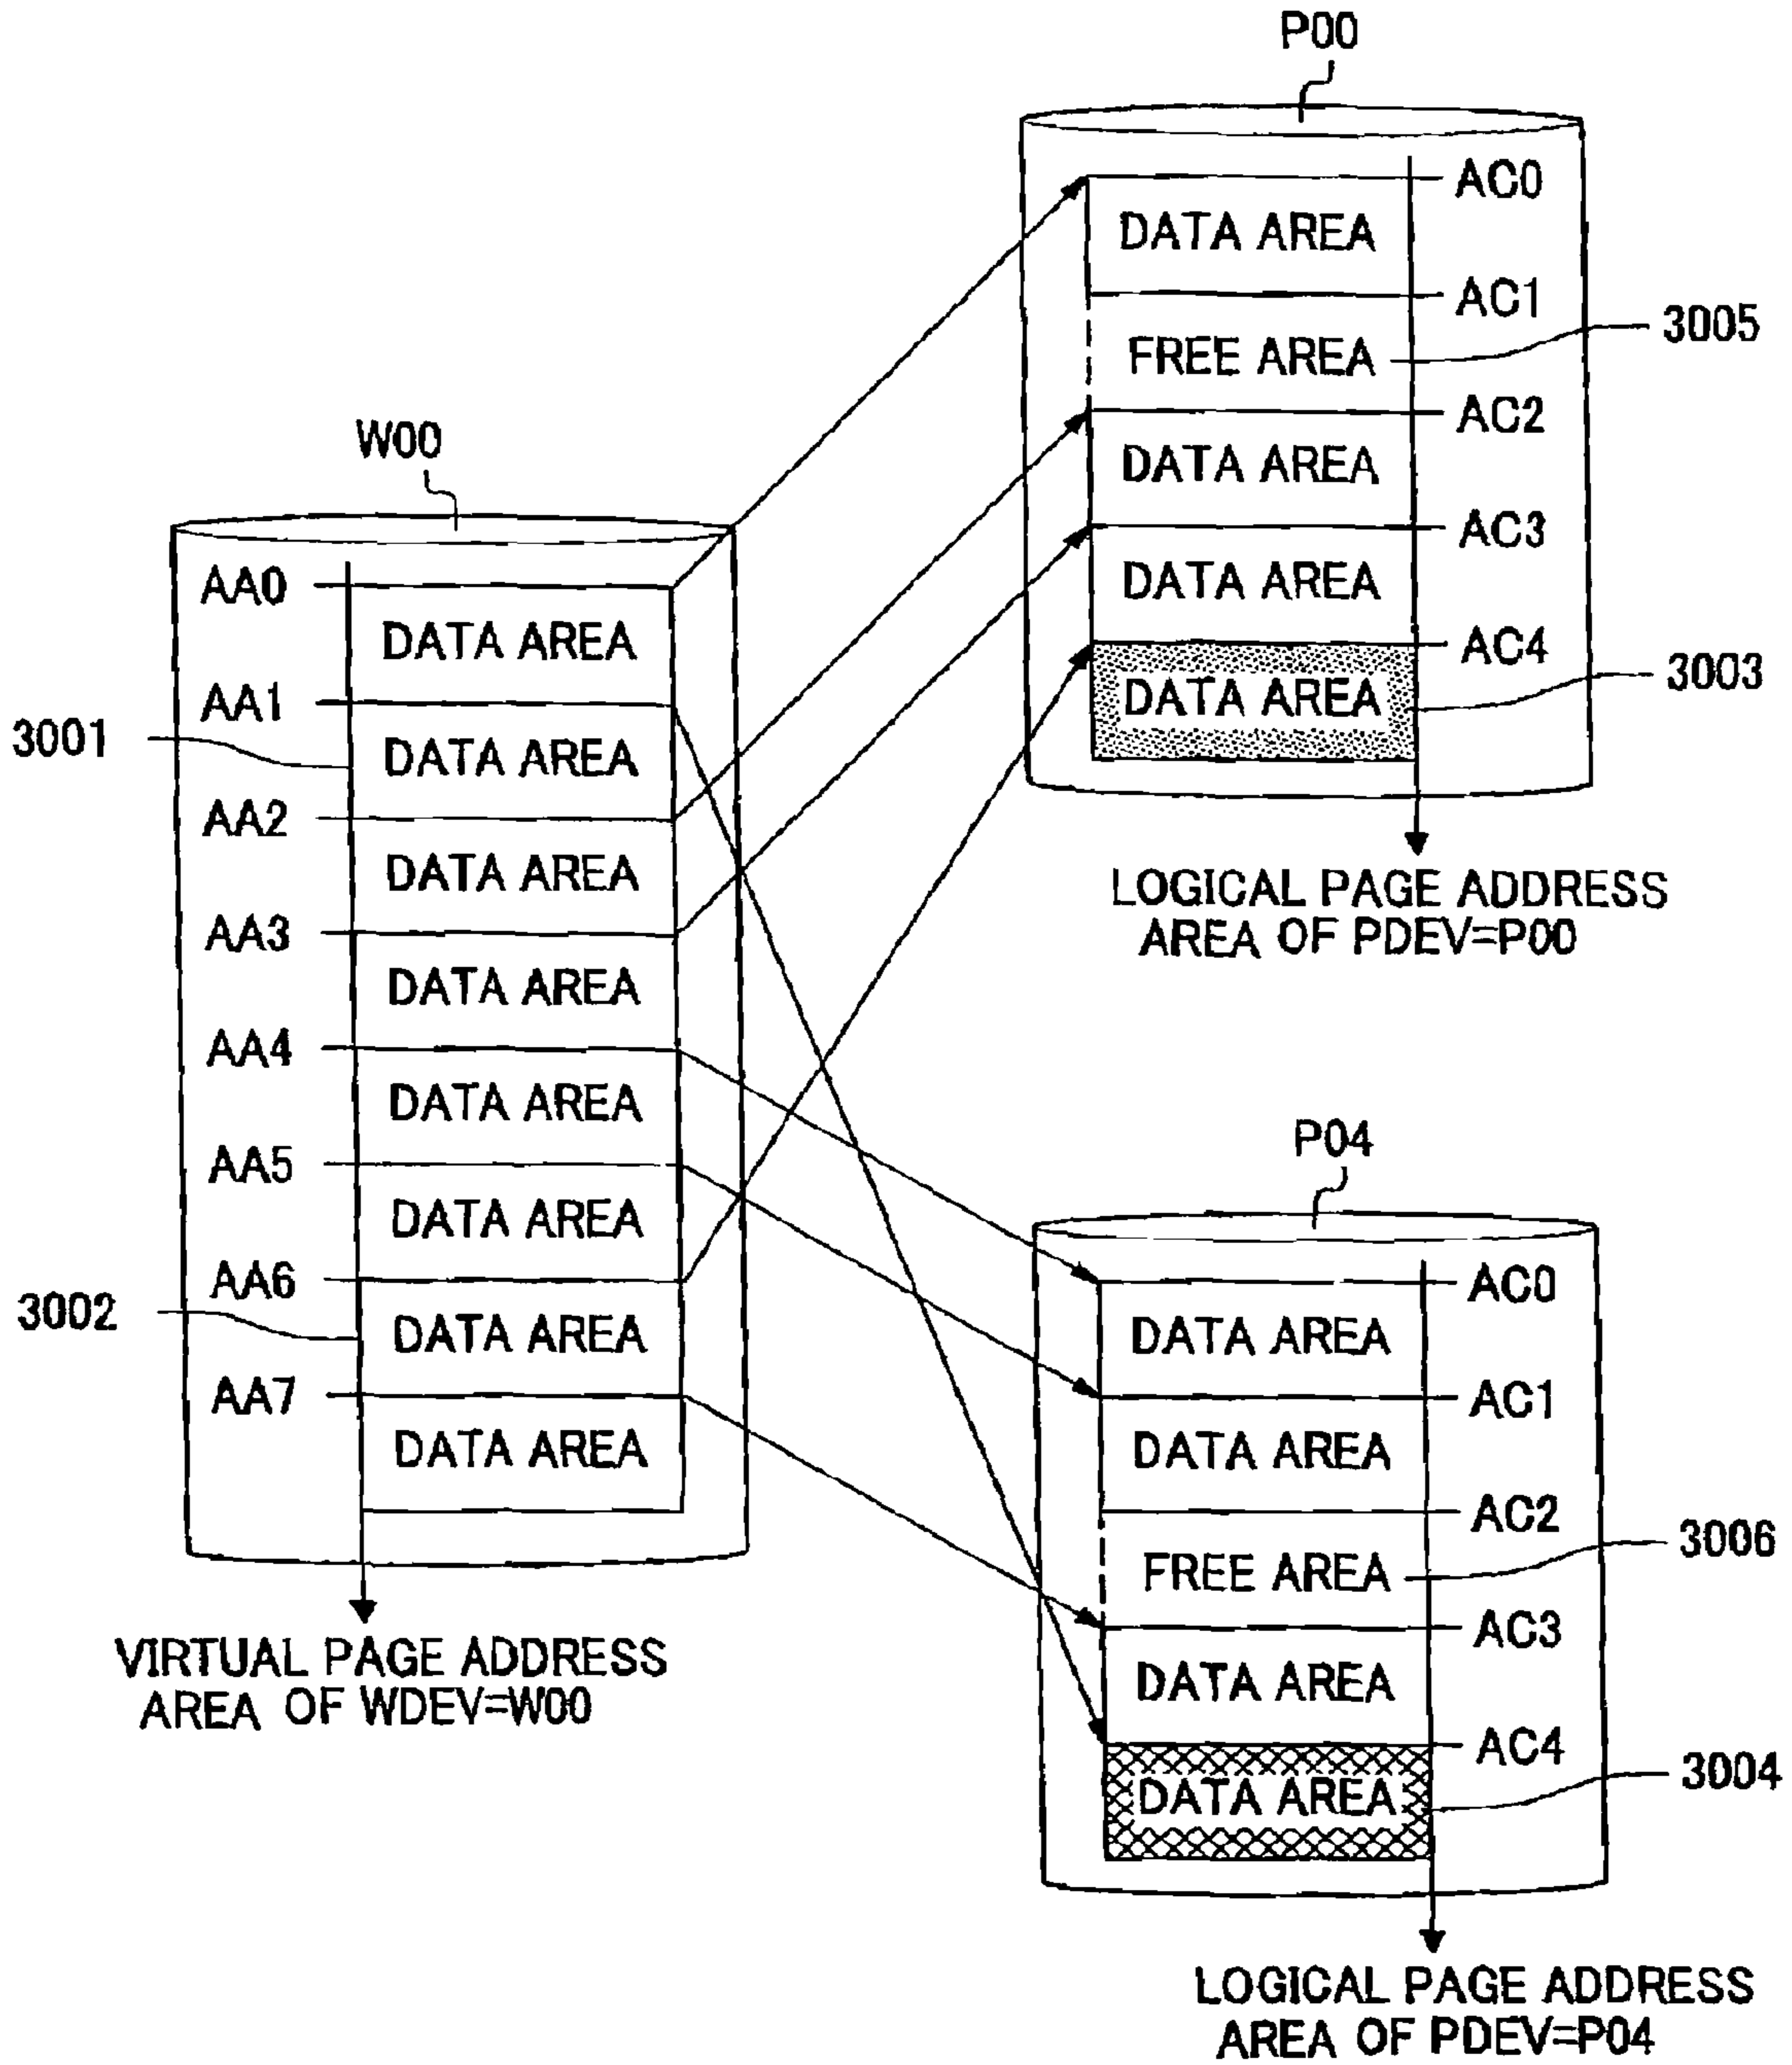 P00
AC0
DATA AREA
AC1
3005
FREE AREA
AC2
DATA AREA
AC3
DATA AREA
AC4
DATA AREA
3003
LOGICAL PAGE ADDRESS
AREA OF PDEV=P00
W00
AA0
DATA AREA
AA1
3001
DATA AREA
AA2
DATA AREA
AA3
DATA AREA
AA4
DATA AREA
AA5
DATA AREA
AA6
3002
DATA AREA
AA7
DATA AREA
VIRTUAL PAGE ADDRESS
AREA OF WDEV=W00
P04
AC0
DATA AREA
AC1
DATA AREA
AC2
3006
FREE AREA
AC3
DATA AREA
AC4
3004
DATA AREA
LOGICAL PAGE ADDRESS
AREA OF PDEV=P04